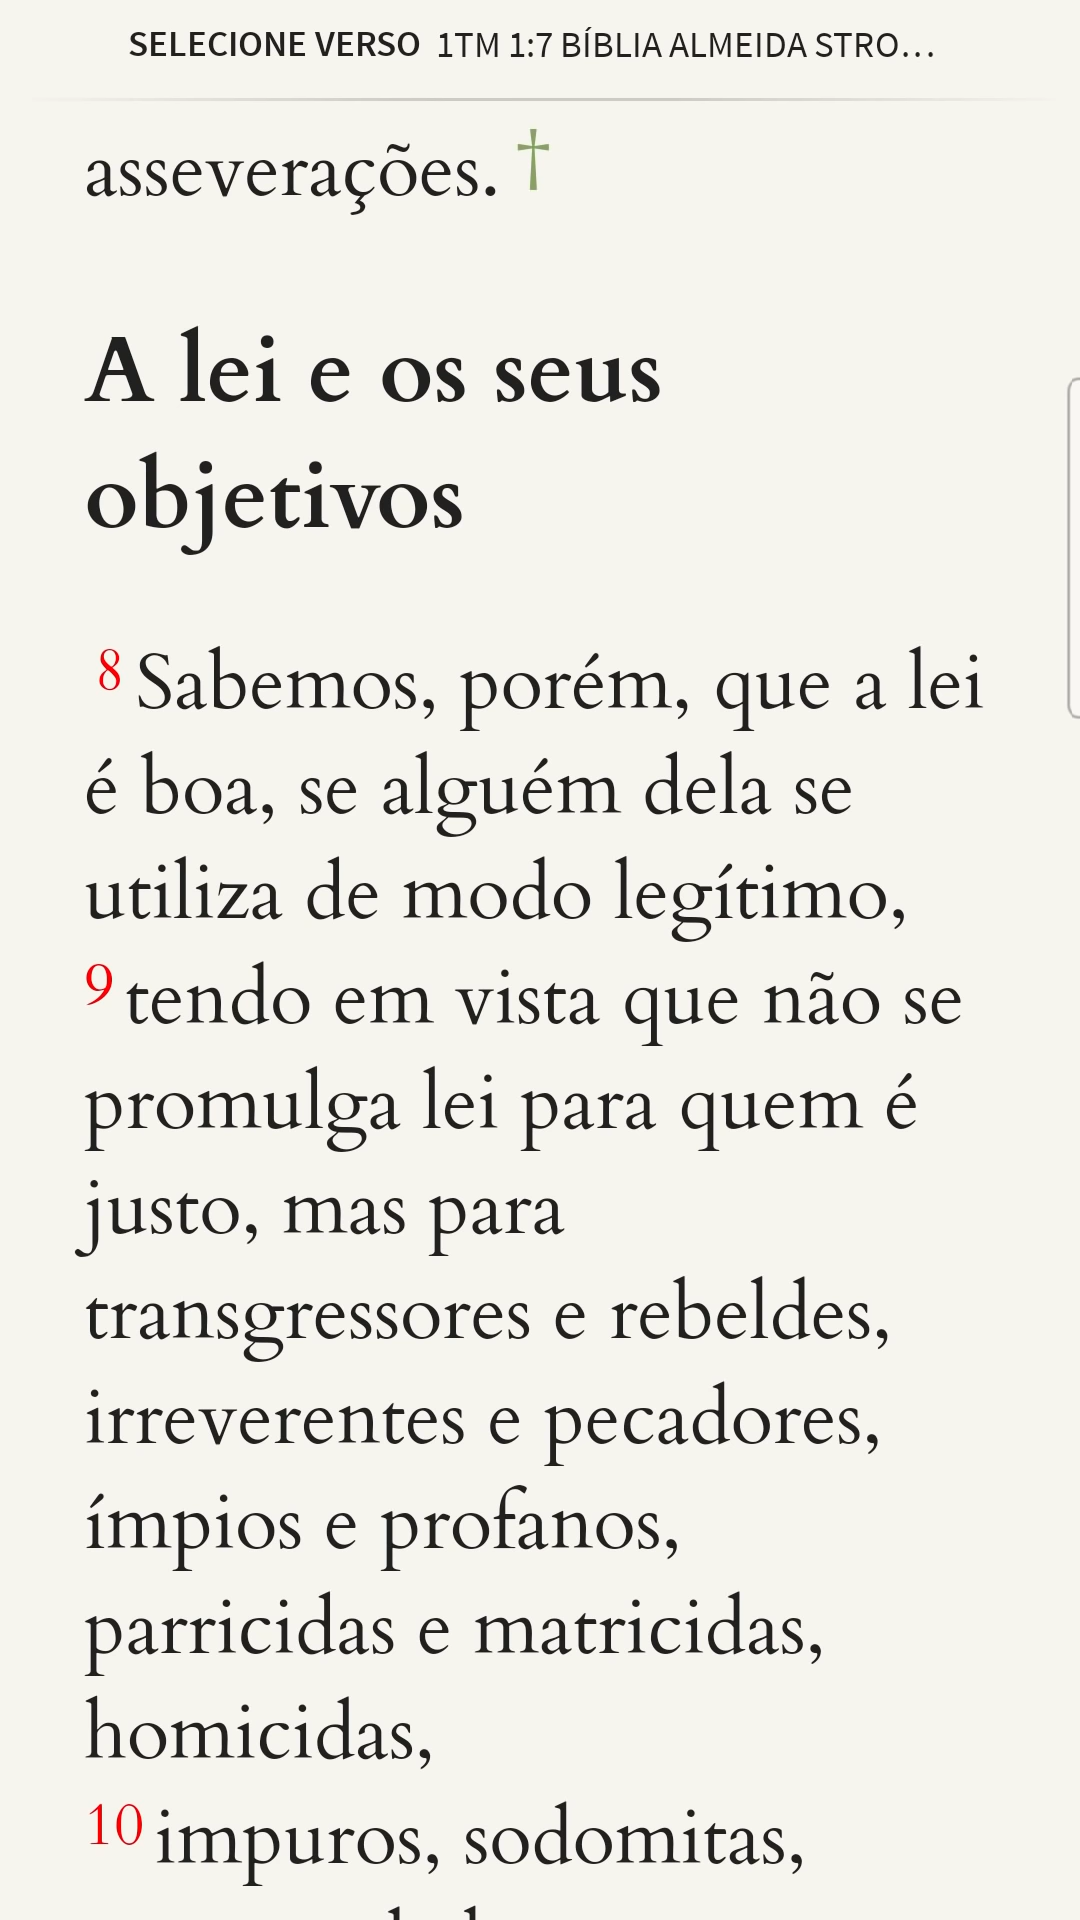 SELECIONE VERSO 1TM 1:7 BÍBLIA ALMEIDA STRO...
asseverações. †
A lei e os seus
objetivos
8 Sabemos, porém, que a lei
é boa, se alguém dela se
utiliza de modo legítimo,
9 tendo em vista que não se
promulga lei para quem é
justo, mas para
transgressores e rebeldes,
irreverentes e pecadores,
ímpios e profanos,
parricidas e matricidas,
homicidas,
10 impuros, sodomitas,